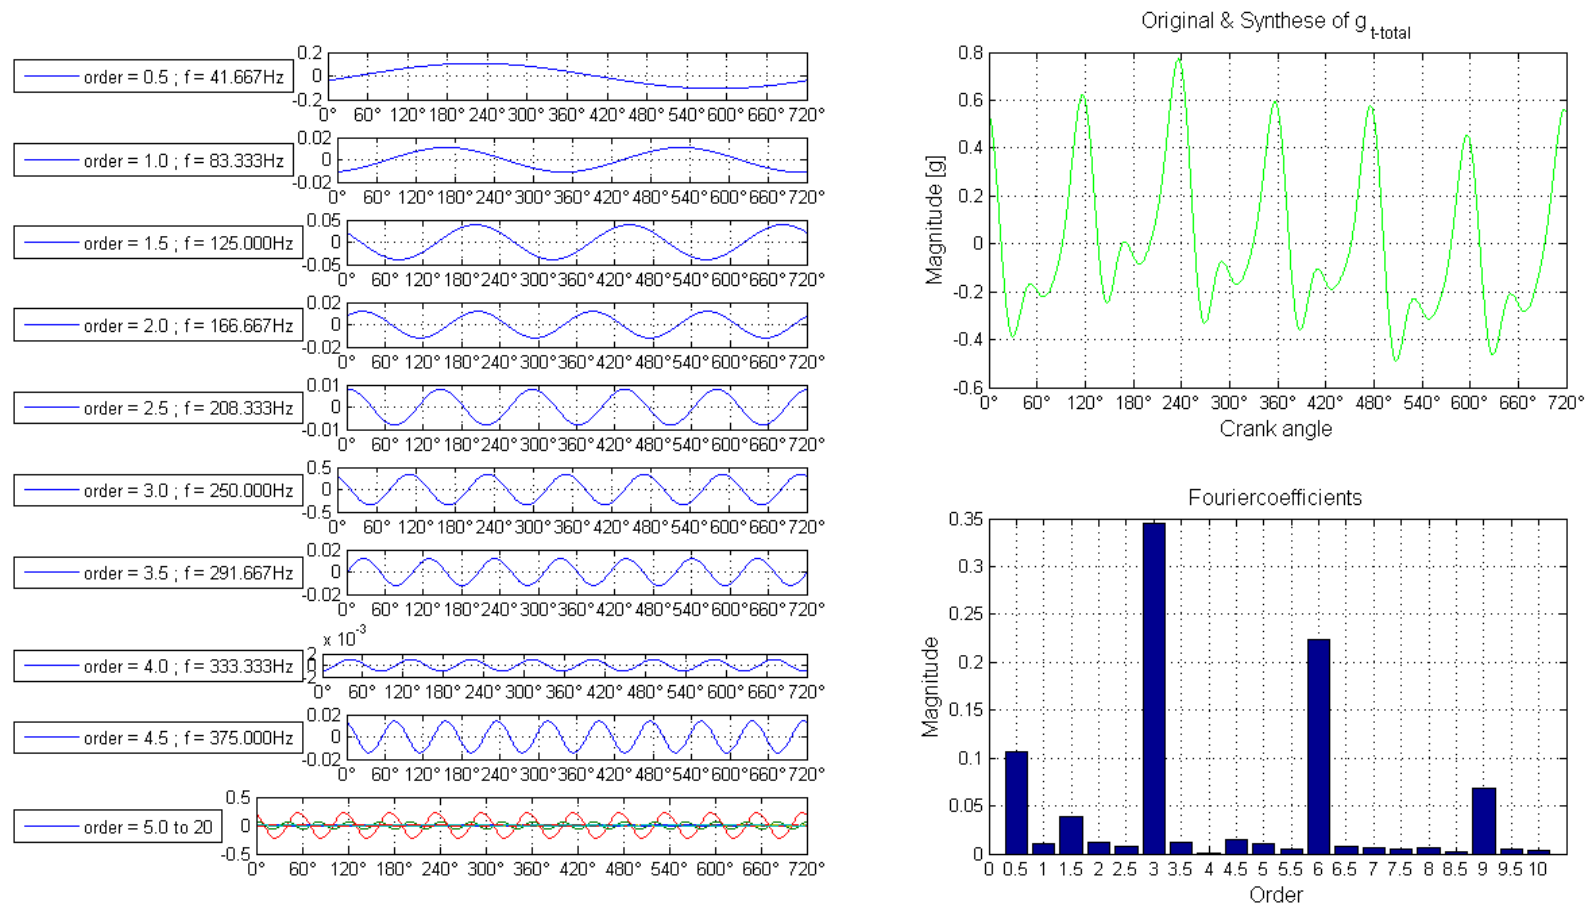 order = 0.5 ; f = 41.667Hz
0.2
0
-0.2
0° 60° 120° 180° 240° 300° 360° 420° 480° 540° 600° 660° 720°
order = 1.0 ; f = 83.333Hz
0.02
0
-0.02
0° 60° 120° 180° 240° 300° 360° 420° 480° 540° 600° 660° 720°
order = 1.5 ; f = 125.000Hz
0.05
0
-0.05
0° 60° 120° 180° 240° 300° 360° 420° 480° 540° 600° 660° 720°
order = 2.0 ; f = 166.667Hz
0.02
0
-0.02
0° 60° 120° 180° 240° 300° 360° 420° 480° 540° 600° 660° 720°
order = 2.5 ; f = 208.333Hz
0.01
0
-0.01
0° 60° 120° 180° 240° 300° 360° 420° 480° 540° 600° 660° 720°
order = 3.0 ; f = 250.000Hz
0.5
0
-0.5
0° 60° 120° 180° 240° 300° 360° 420° 480° 540° 600° 660° 720°
order = 3.5 ; f = 291.667Hz
0.02
0
-0.02
0° 60° 120° 180° 240° 300° 360° 420° 480° 540° 600° 660° 720°
order = 4.0 ; f = 333.333Hz
x 10-3
2
0
-2
0° 60° 120° 180° 240° 300° 360° 420° 480° 540° 600° 660° 720°
order = 4.5 ; f = 375.000Hz
0.02
0
-0.02
0° 60° 120° 180° 240° 300° 360° 420° 480° 540° 600° 660° 720°
order = 5.0 to 20
0.5
0
-0.5
0° 60° 120° 180° 240° 300° 360° 420° 480° 540° 600° 660° 720°
Original & Synthese of g t-total
Magnitude [g]
0.8
0.6
0.4
0.2
0
-0.2
-0.4
-0.6
0° 60° 120° 180° 240° 300° 360° 420° 480° 540° 600° 660° 720°
Crank angle
Fouriercoefficients
Magnitude
0.35
0.3
0.25
0.2
0.15
0.1
0.05
0
0 0.5 1 1.5 2 2.5 3 3.5 4 4.5 5 5.5 6 6.5 7 7.5 8 8.5 9 9.5 10
Order